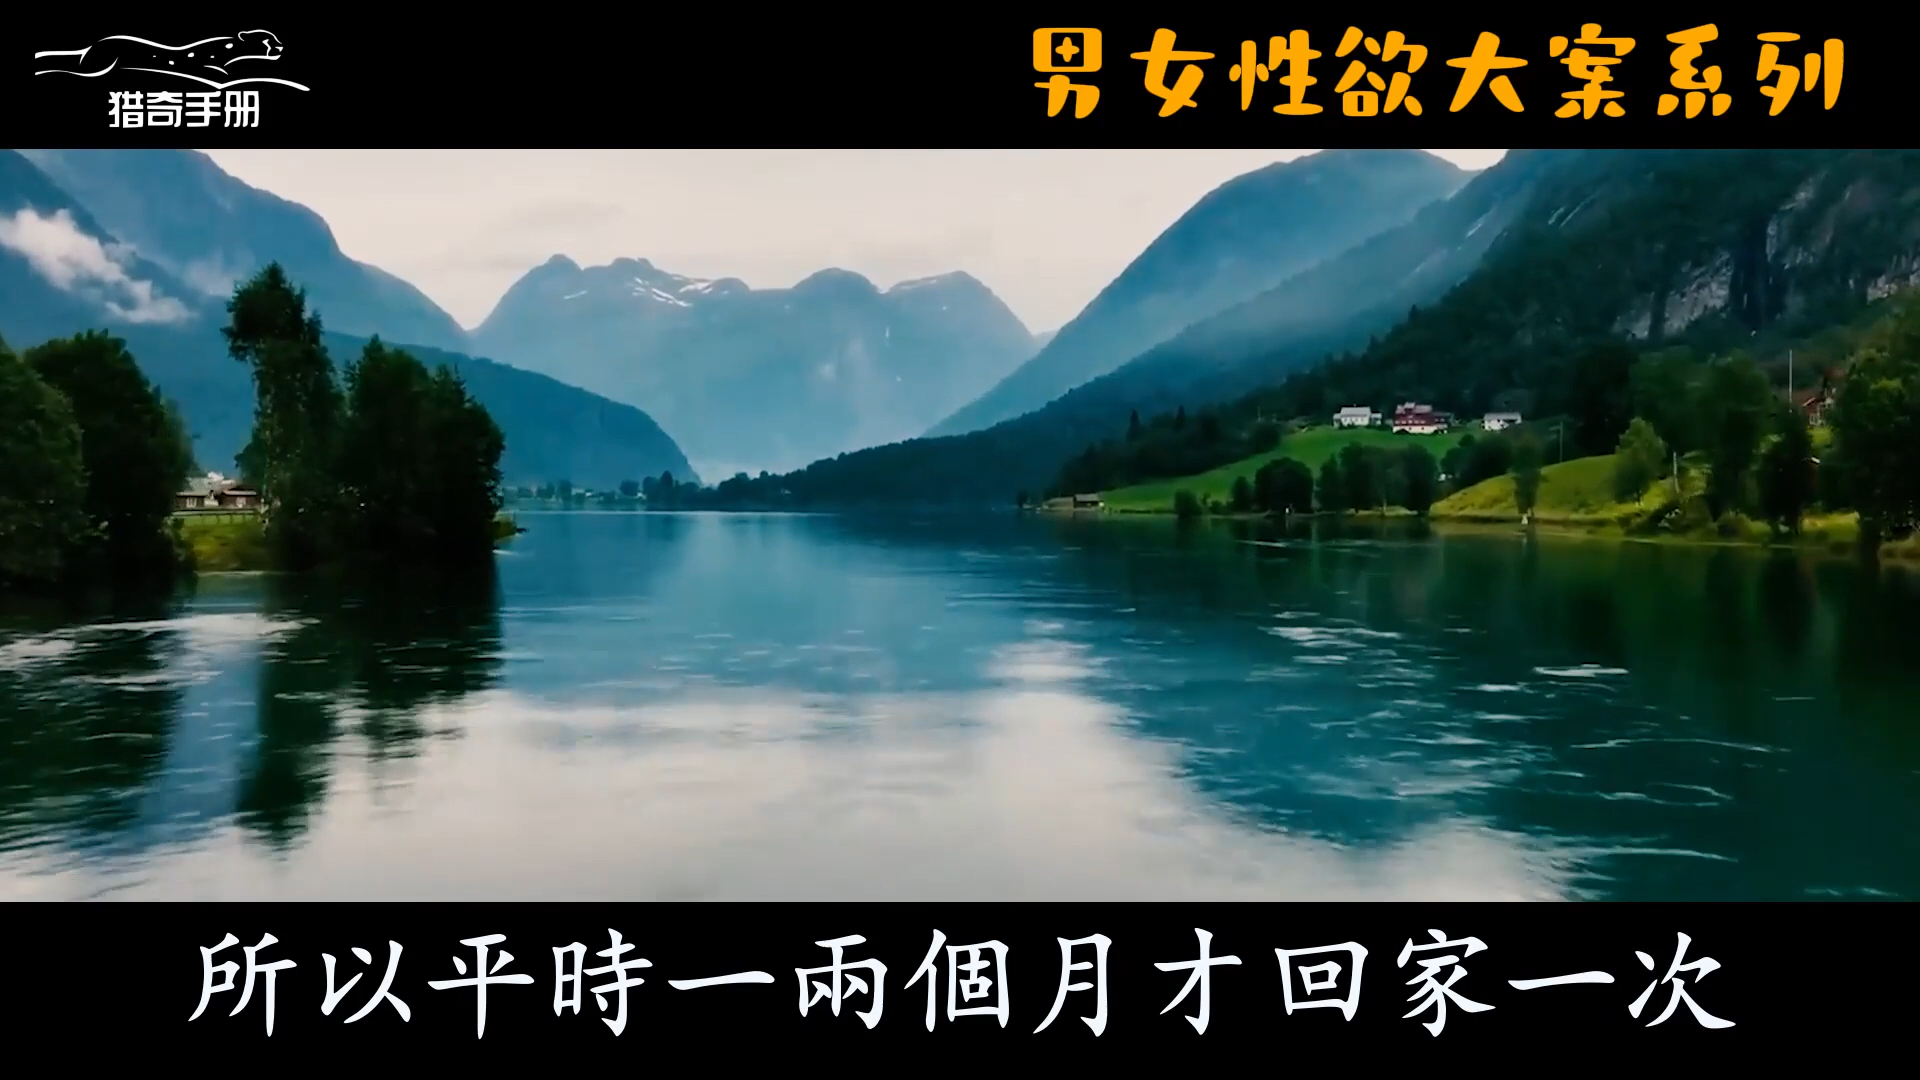 猎奇手册
男女性欲大案系列
所以平時一兩個月才回家一次